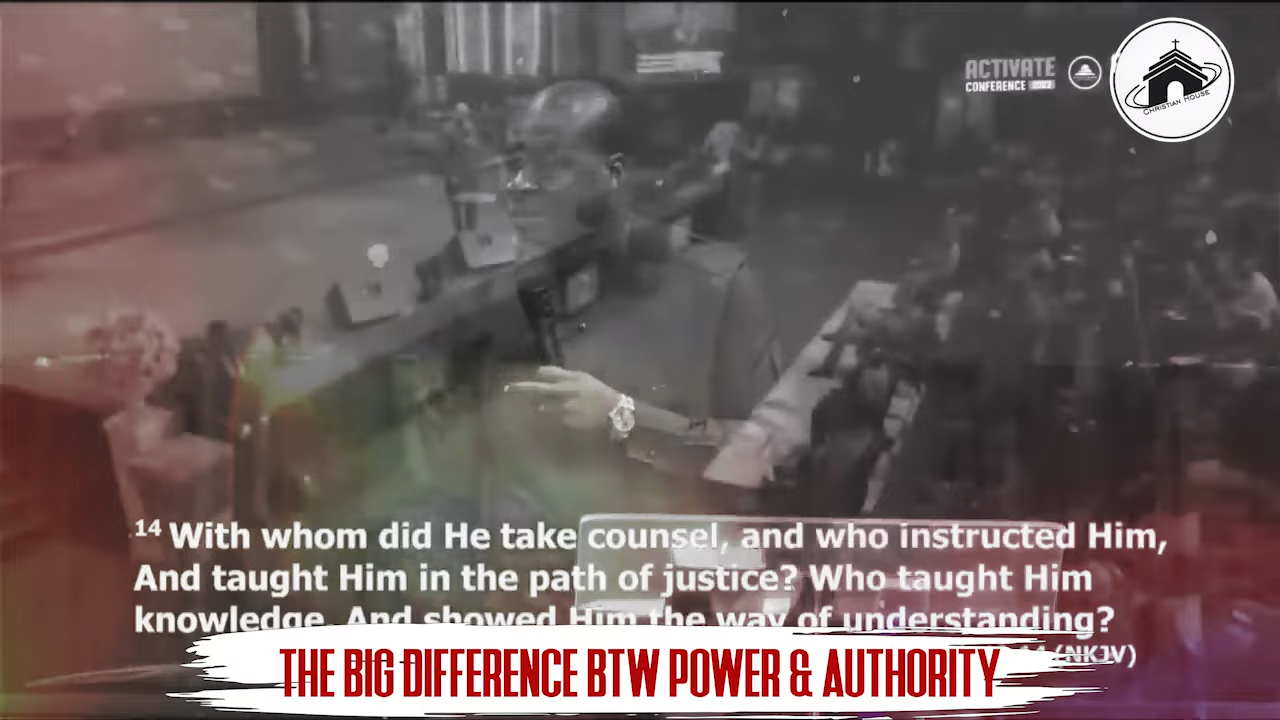 ACTIVATE
CONFERENCE 2022
CHRISTIAN HOUSE
14 With whom did He take counsel, and who instructed Him,
And taught Him in the path of justice? Who taught Him
knowledge, And showed Him the way of understanding?
14 (NKJV)
THE BIG DIFFERENCE BTW POWER & AUTHORITY